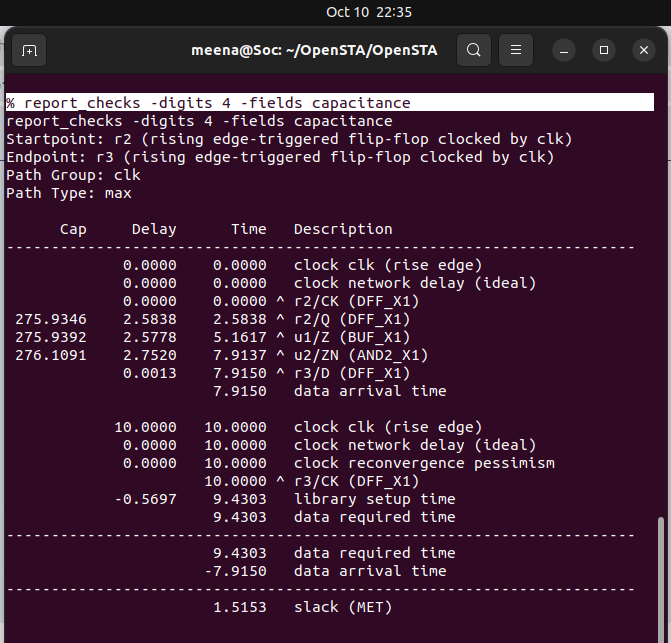 Oct 10 22:35
meena@Soc: ~/OpenSTA/OpenSTA
% report_checks -digits 4 -fields capacitance
report_checks -digits 4 -fields capacitance
Startpoint: r2 (rising edge-triggered flip-flop clocked by clk)
Endpoint: r3 (rising edge-triggered flip-flop clocked by clk)
Path Group: clk
Path Type: max

      Cap     Delay      Time   Description
----------------------------------------------------------------------
             0.0000    0.0000   clock clk (rise edge)
             0.0000    0.0000   clock network delay (ideal)
             0.0000    0.0000 ^ r2/CK (DFF_X1)
 275.9346    2.5838    2.5838 ^ r2/Q (DFF_X1)
 275.9392    2.5778    5.1617 ^ u1/Z (BUF_X1)
 276.1091    2.7520    7.9137 ^ u2/ZN (AND2_X1)
             0.0013    7.9150 ^ r3/D (DFF_X1)
                       7.9150   data arrival time

            10.0000   10.0000   clock clk (rise edge)
             0.0000   10.0000   clock network delay (ideal)
             0.0000   10.0000   clock reconvergence pessimism
                      10.0000 ^ r3/CK (DFF_X1)
            -0.5697    9.4303   library setup time
                       9.4303   data required time
----------------------------------------------------------------------
                       9.4303   data required time
                      -7.9150   data arrival time
----------------------------------------------------------------------
                       1.5153   slack (MET)